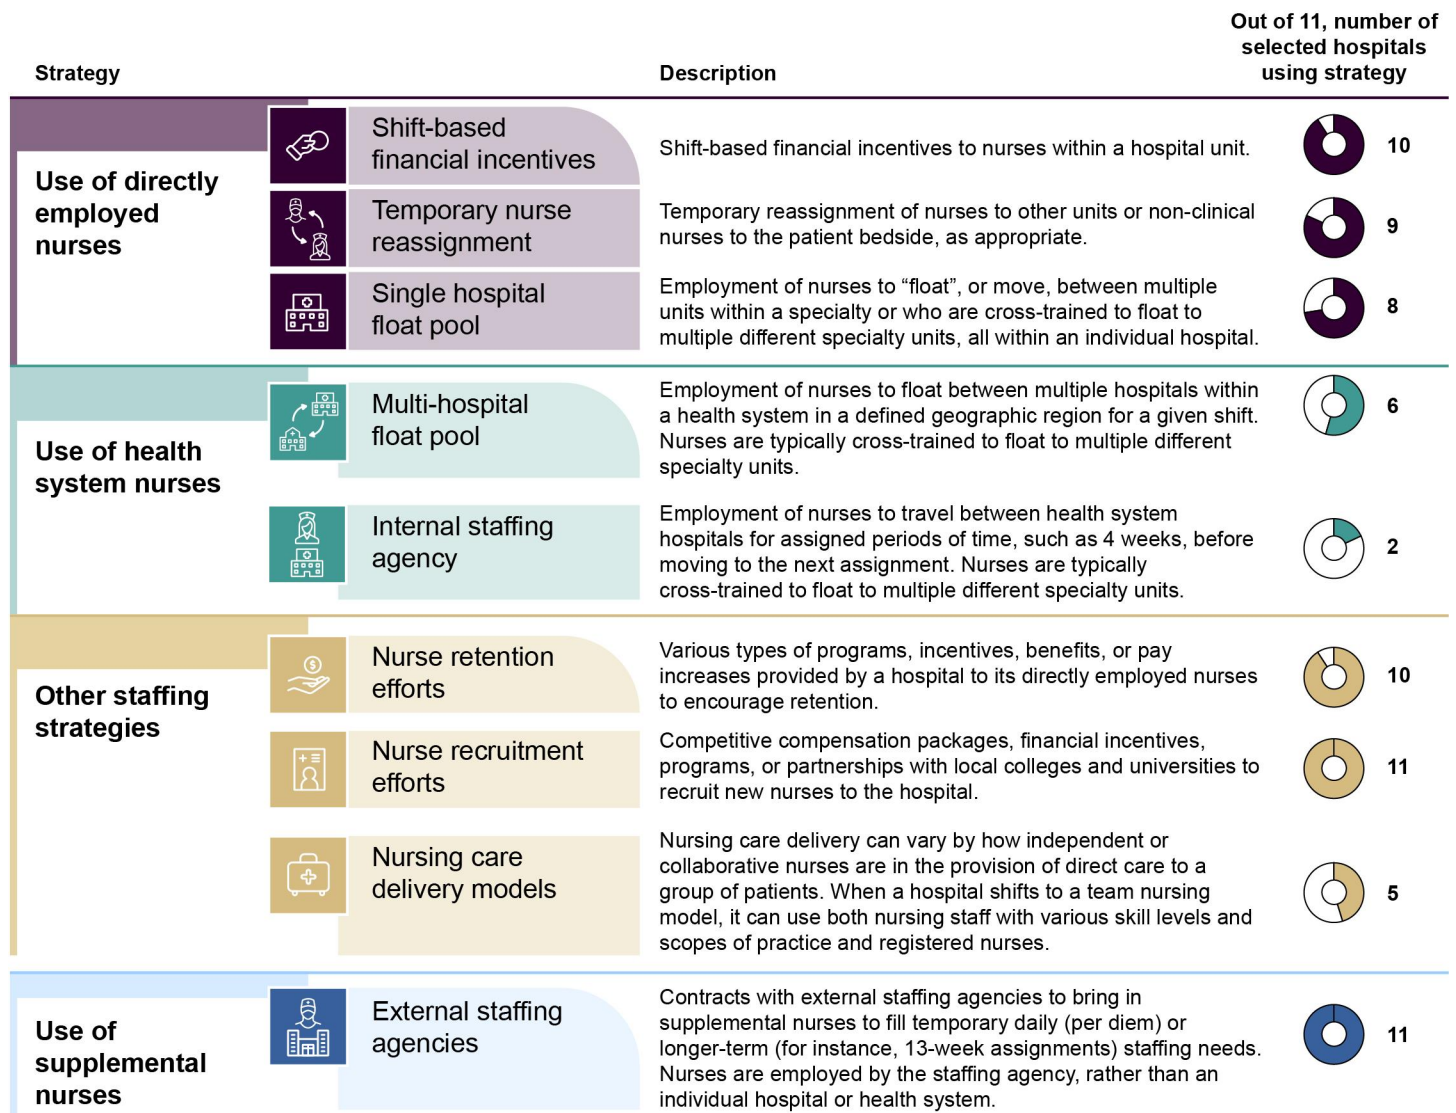 Out of 11, number of
selected hospitals
using strategy
Strategy
Description
Use of directly
employed
nurses
Shift-based
financial incentives
Shift-based financial incentives to nurses within a hospital unit.
10
Temporary nurse
reassignment
Temporary reassignment of nurses to other units or non-clinical
nurses to the patient bedside, as appropriate.
9
Single hospital
float pool
Employment of nurses to “float”, or move, between multiple
units within a specialty or who are cross-trained to float to
multiple different specialty units, all within an individual hospital.
8
Use of health
system nurses
Multi-hospital
float pool
Employment of nurses to float between multiple hospitals within
a health system in a defined geographic region for a given shift.
Nurses are typically cross-trained to float to multiple different
specialty units.
6
Internal staffing
agency
Employment of nurses to travel between health system
hospitals for assigned periods of time, such as 4 weeks, before
moving to the next assignment. Nurses are typically
cross-trained to float to multiple different specialty units.
2
Other staffing
strategies
$
Nurse retention
efforts
Various types of programs, incentives, benefits, or pay
increases provided by a hospital to its directly employed nurses
to encourage retention.
10
Nurse recruitment
efforts
Competitive compensation packages, financial incentives,
programs, or partnerships with local colleges and universities to
recruit new nurses to the hospital.
11
Nursing care
delivery models
Nursing care delivery can vary by how independent or
collaborative nurses are in the provision of direct care to a
group of patients. When a hospital shifts to a team nursing
model, it can use both nursing staff with various skill levels and
scopes of practice and registered nurses.
5
Use of
supplemental
nurses
External staffing
agencies
Contracts with external staffing agencies to bring in
supplemental nurses to fill temporary daily (per diem) or
longer-term (for instance, 13-week assignments) staffing needs.
Nurses are employed by the staffing agency, rather than an
individual hospital or health system.
11